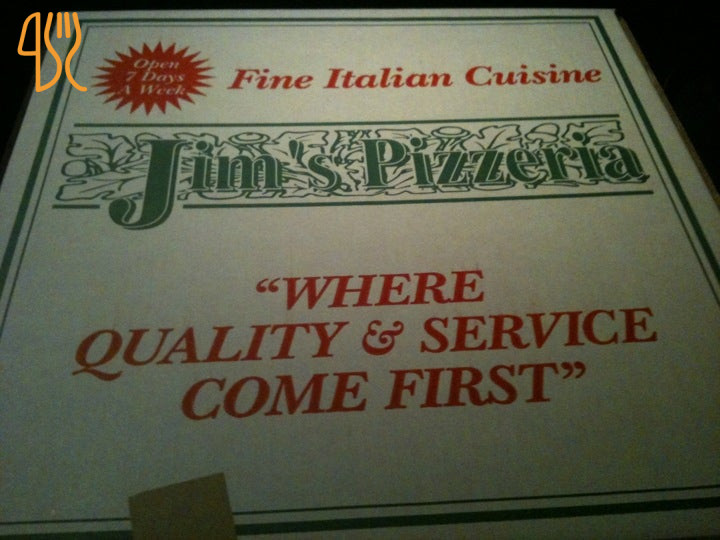 Open
7 Days
A Week
Fine Italian Cuisine
Jim's Pizzeria
“WHERE
QUALITY & SERVICE
COME FIRST”